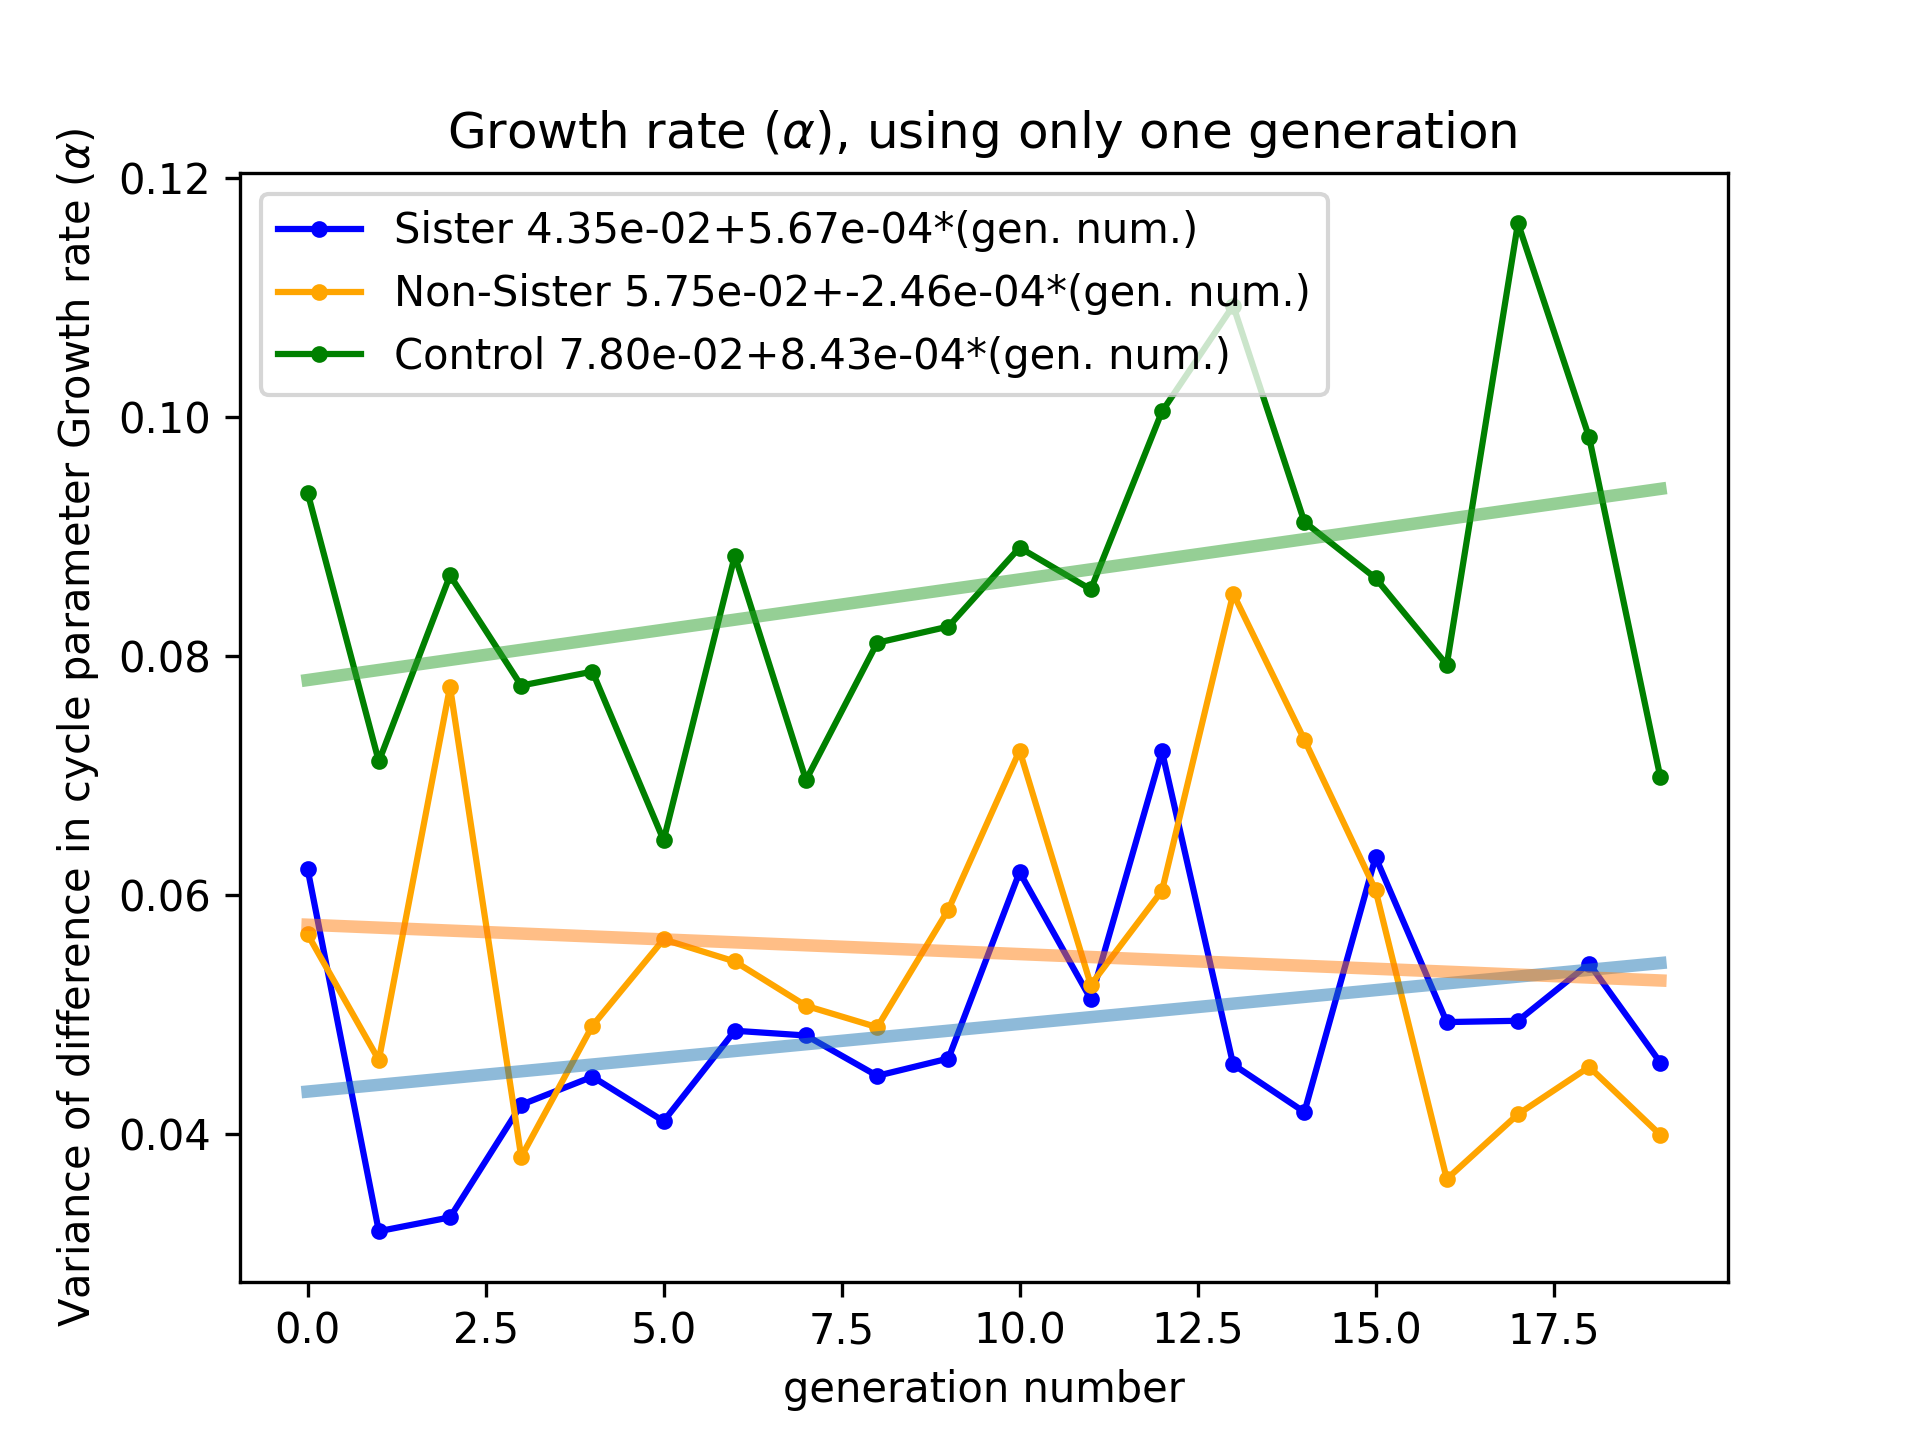 Growth rate (α), using only one generation
Variance of difference in cycle parameter Growth rate (α)
0.12
0.10
0.08
0.06
0.04
Sister 4.35e-02+5.67e-04*(gen. num.)
Non-Sister 5.75e-02+-2.46e-04*(gen. num.)
Control 7.80e-02+8.43e-04*(gen. num.)
0.0 2.5 5.0 7.5 10.0 12.5 15.0 17.5
generation number